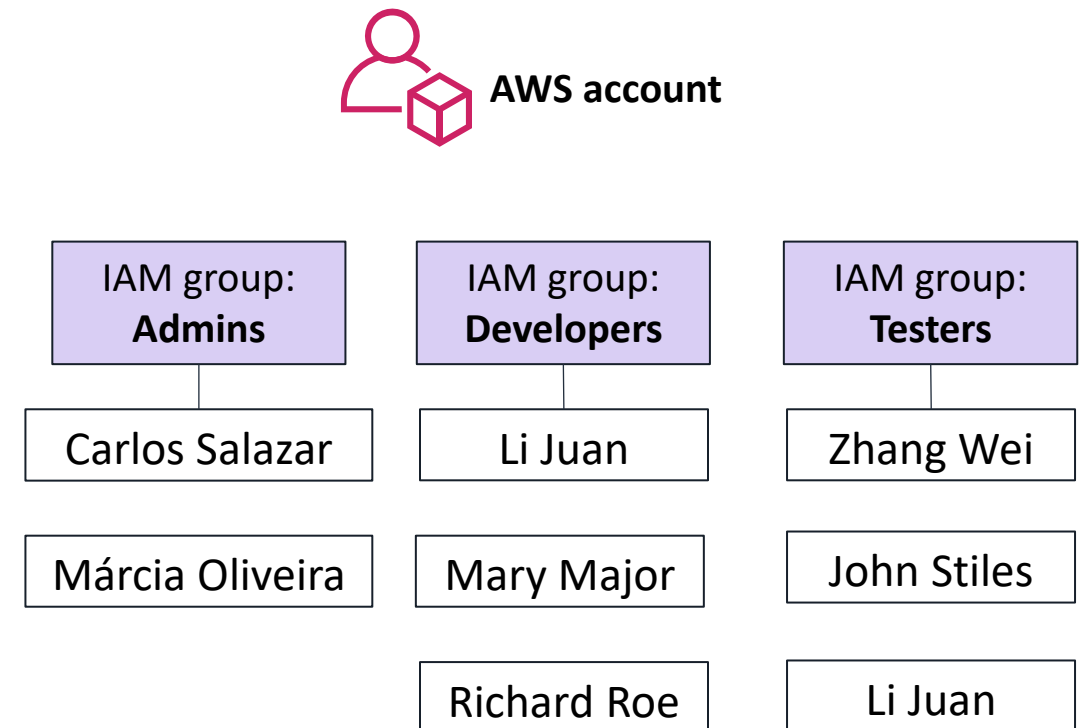 AWS account
IAM group:
Admins
IAM group:
Developers
IAM group:
Testers
Carlos Salazar
Li Juan
Zhang Wei
Márcia Oliveira
Mary Major
John Stiles
Richard Roe
Li Juan